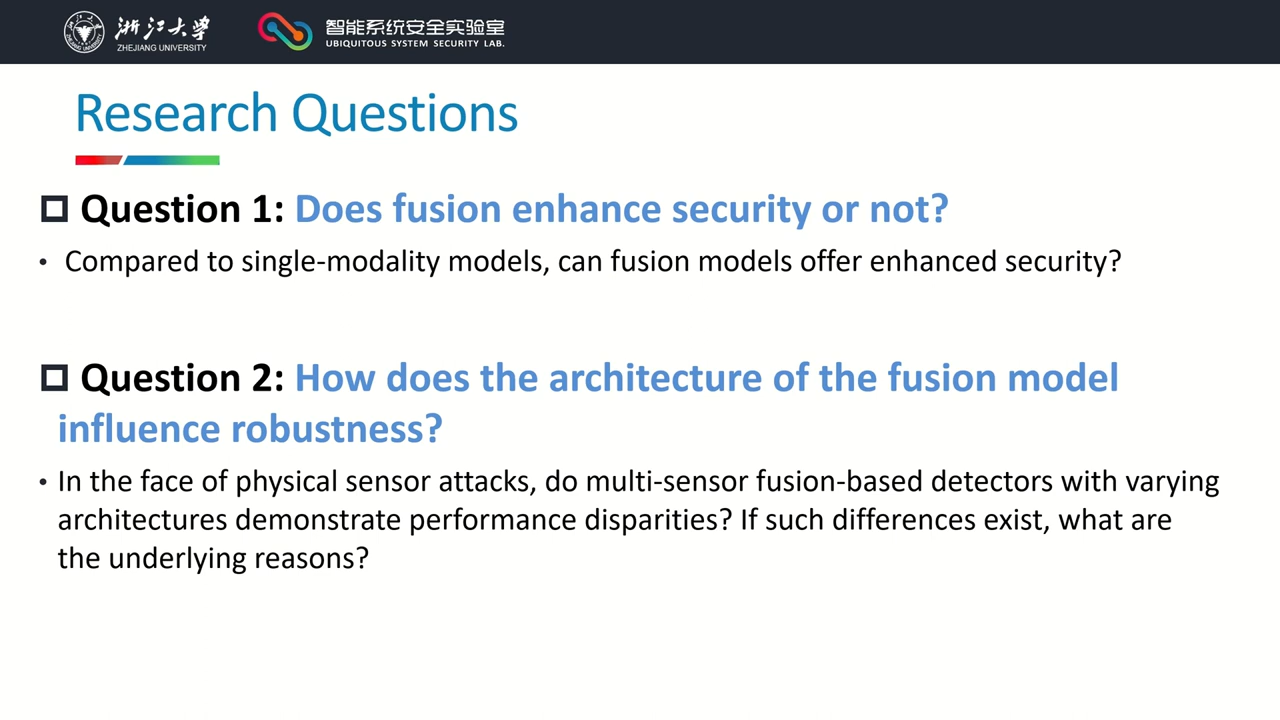 浙江大学
ZHEJIANG UNIVERSITY
智能系统安全实验室
UBIQUITOUS SYSTEM SECURITY LAB.
Research Questions
Question 1: Does fusion enhance security or not?
• Compared to single-modality models, can fusion models offer enhanced security?
Question 2: How does the architecture of the fusion model
influence robustness?
• In the face of physical sensor attacks, do multi-sensor fusion-based detectors with varying
architectures demonstrate performance disparities? If such differences exist, what are
the underlying reasons?